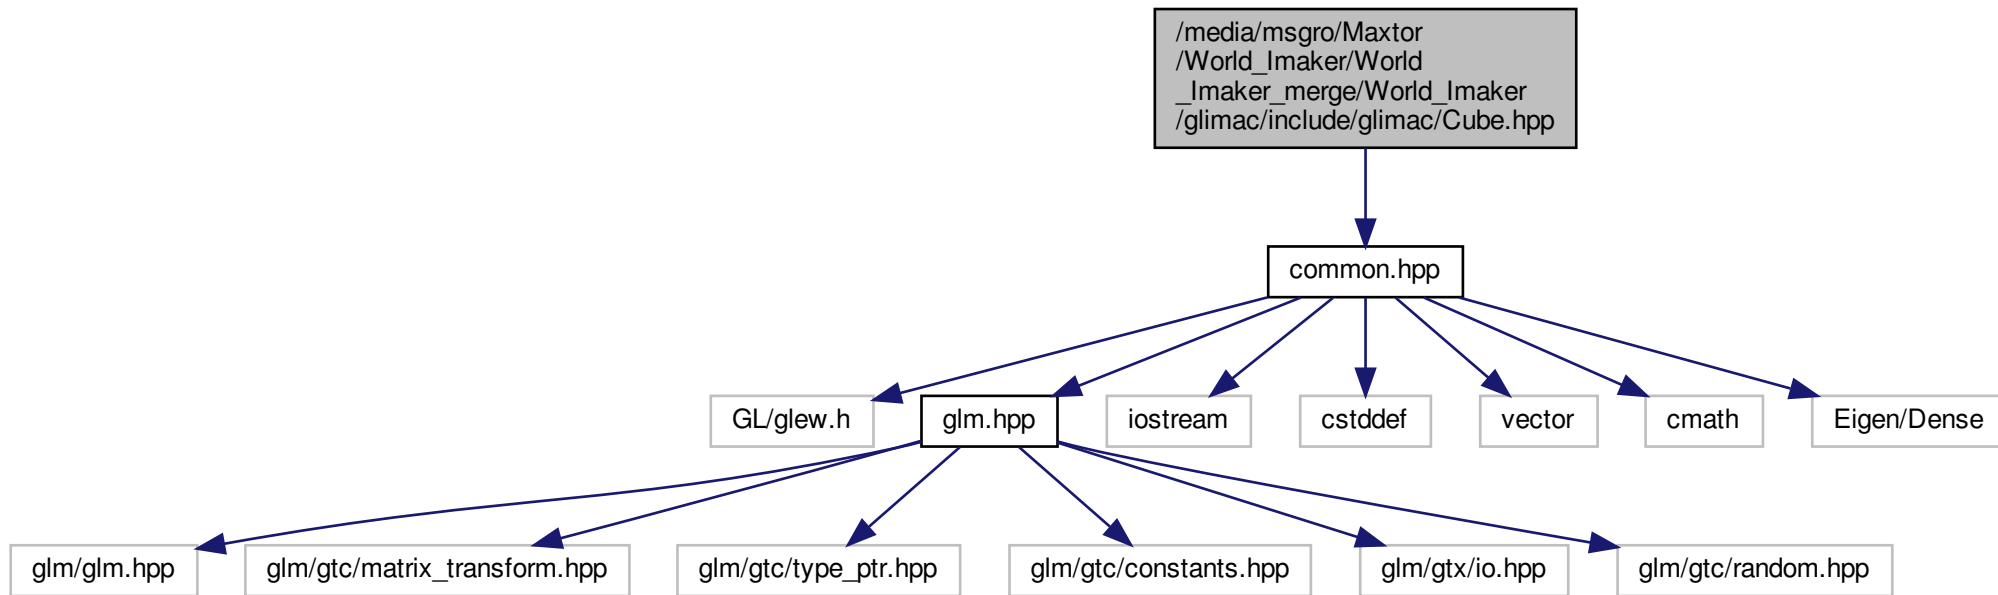 /media/msgro/Maxtor
/World_Imaker/World
_Imaker_merge/World_Imaker
/glimac/include/glimac/Cube.hpp
common.hpp
GL/glew.h
glm.hpp
iostream
cstddef
vector
cmath
Eigen/Dense
glm/glm.hpp
glm/gtc/matrix_transform.hpp
glm/gtc/type_ptr.hpp
glm/gtc/constants.hpp
glm/gtx/io.hpp
glm/gtc/random.hpp